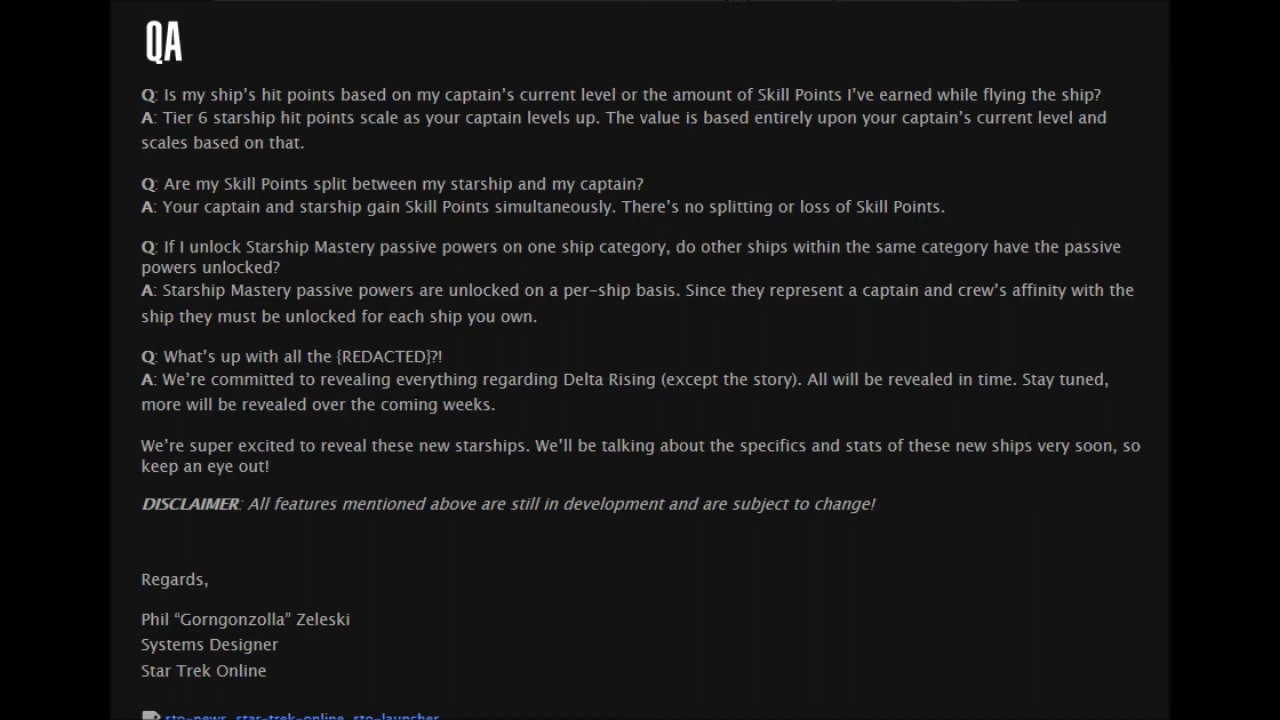 QA
Q: Is my ship's hit points based on my captain's current level or the amount of Skill Points I've earned while flying the ship?
A: Tier 6 starship hit points scale as your captain levels up. The value is based entirely upon your captain's current level and
scales based on that.
Q: Are my Skill Points split between my starship and my captain?
A: Your captain and starship gain Skill Points simultaneously. There's no splitting or loss of Skill Points.
Q: If I unlock Starship Mastery passive powers on one ship category, do other ships within the same category have the passive
powers unlocked?
A: Starship Mastery passive powers are unlocked on a per-ship basis. Since they represent a captain and crew's affinity with the
ship they must be unlocked for each ship you own.
Q: What's up with all the {REDACTED}?!
A: We're committed to revealing everything regarding Delta Rising (except the story). All will be revealed in time. Stay tuned,
more will be revealed over the coming weeks.
We're super excited to reveal these new starships. We'll be talking about the specifics and stats of these new ships very soon, so
keep an eye out!
DISCLAIMER: All features mentioned above are still in development and are subject to change!
Regards,
Phil “Gorngonzolla” Zeleski
Systems Designer
Star Trek Online
sto-news, star-trek-online, sto-launcher